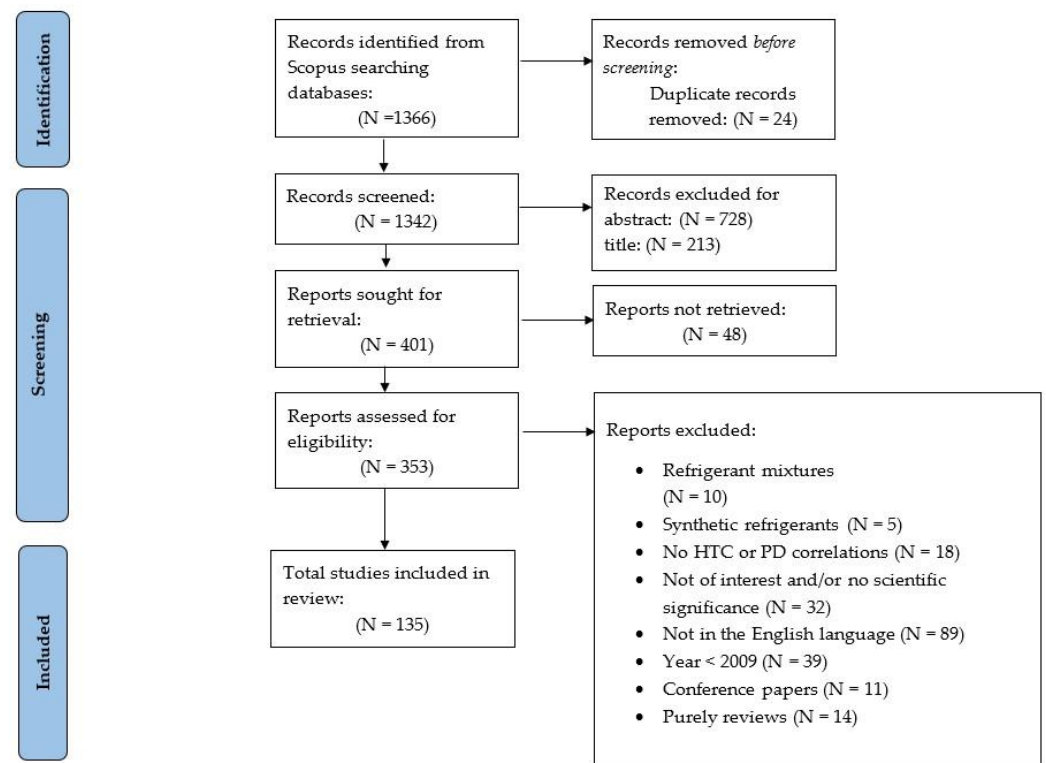 Identification
Records identified from
Scopus searching
databases:
(N =1366)
Records removed before
screening:
Duplicate records
removed: (N = 24)
Screening
Records screened:
(N = 1342)
Records excluded for
abstract: (N = 728)
title: (N = 213)
Reports sought for
retrieval:
(N = 401)
Reports not retrieved:
(N = 48)
Reports assessed for
eligibility:
(N = 353)
Reports excluded:
• Refrigerant mixtures
(N = 10)
• Synthetic refrigerants (N = 5)
• No HTC or PD correlations (N = 18)
• Not of interest and/or no scientific
significance (N = 32)
• Not in the English language (N = 89)
• Year < 2009 (N = 39)
• Conference papers (N = 11)
• Purely reviews (N = 14)
Included
Total studies included in
review:
(N = 135)